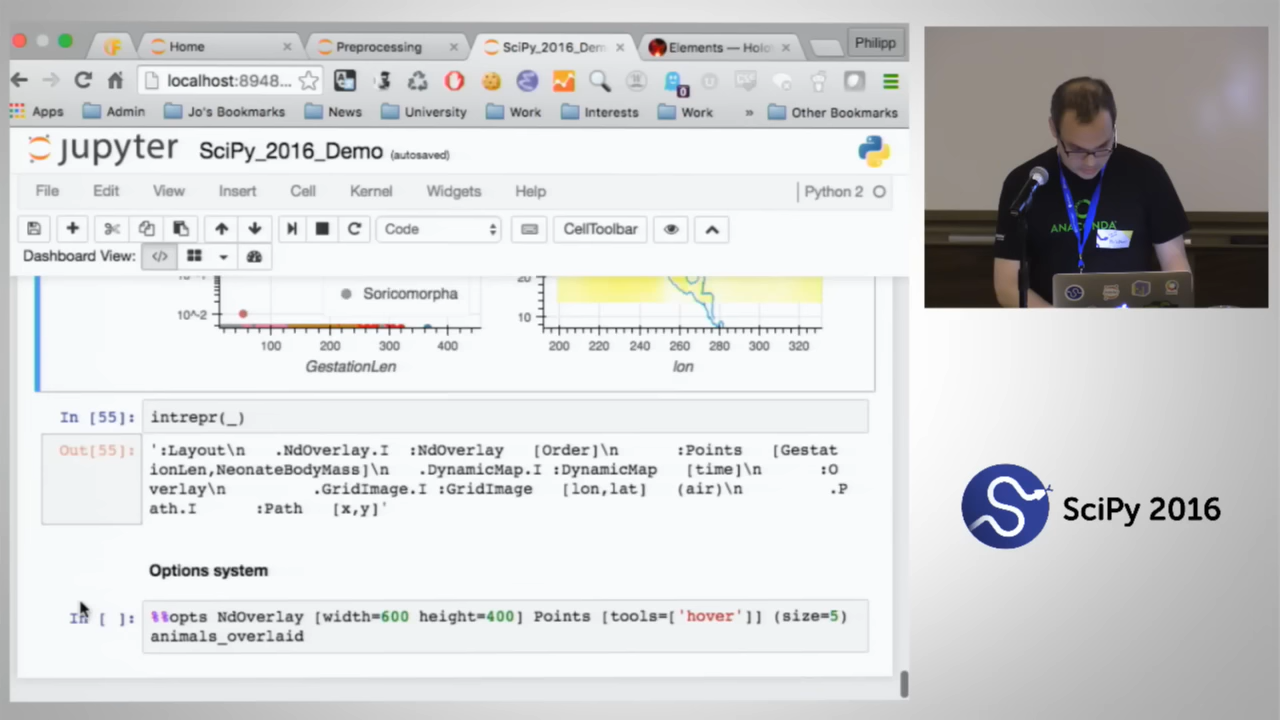 Home
Preprocessing
SciPy_2016_Dem
Elements — Holo
Philipp
localhost:8948...
0
Apps
Admin
Jo's Bookmarks
News
University
Work
Interests
Work
»
Other Bookmarks
jupyter SciPy_2016_Demo (autosaved)
File Edit View Insert Cell Kernel Widgets Help Python 2
Code CellToolbar
Dashboard View: </>
Soricomorpha
10^-2
100 200 300 400
GestationLen
20
10
200 220 240 260 280 300 320
lon
In [55]: intrepr(_)
Out[55]: ':Layout\n .NdOverlay.I :NdOverlay [Order]\n :Points [Gestat
ionLen,NeonateBodyMass]\n .DynamicMap.I :DynamicMap [time]\n :O
verlay\n .GridImage.I :GridImage [lon,lat] (air)\n .P
ath.I :Path [x,y]'
Options system
In [ ]: %%opts NdOverlay [width=600 height=400] Points [tools=['hover']] (size=5)
animals_overlaid
ANACONDA
SciPy 2016